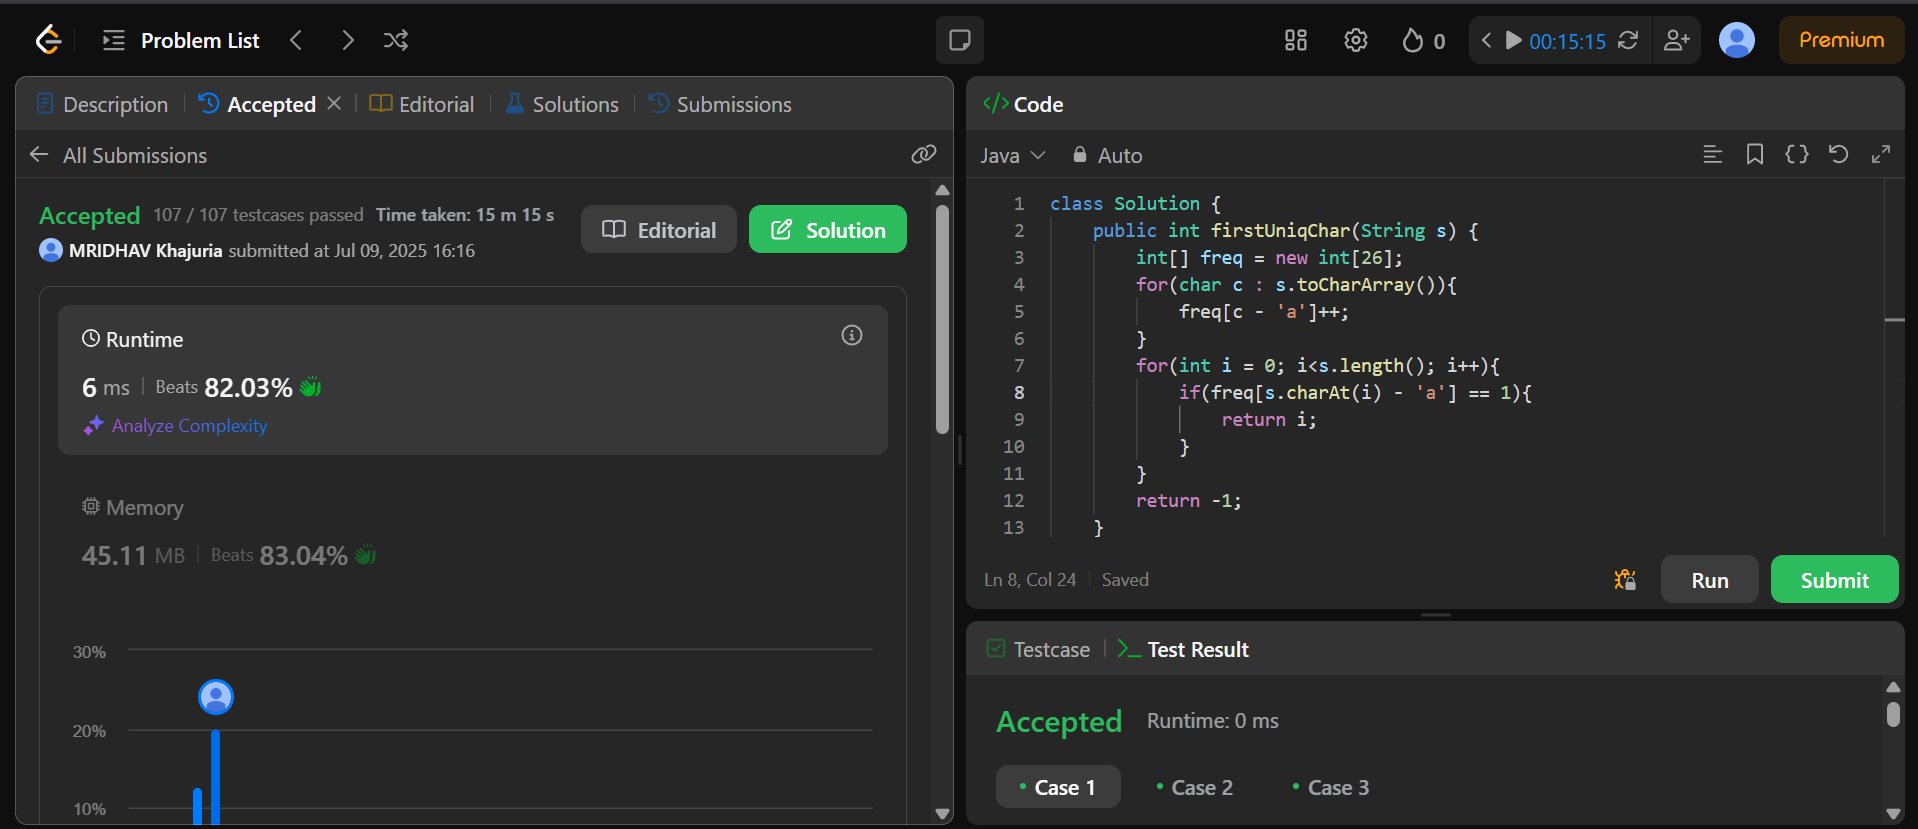 Problem List
0
00:15:15
Premium
Description
Accepted
Editorial
Solutions
Submissions
All Submissions
Accepted 107 / 107 testcases passed Time taken: 15 m 15 s
MRIDHAV Khajuria submitted at Jul 09, 2025 16:16
Editorial
Solution
Runtime
6 ms Beats 82.03%
Analyze Complexity
Memory
45.11 MB Beats 83.04%
30%
20%
10%
</> Code
Java
Auto
1 class Solution {
2 public int firstUniqChar(String s) {
3 int[] freq = new int[26];
4 for(char c : s.toCharArray()){
5 freq[c - 'a']++;
6 }
7 for(int i = 0; i<s.length(); i++){
8 if(freq[s.charAt(i) - 'a'] == 1){
9 return i;
10 }
11 }
12 return -1;
13 }
Ln 8, Col 24 Saved
Run
Submit
Testcase
>_ Test Result
Accepted Runtime: 0 ms
Case 1
Case 2
Case 3